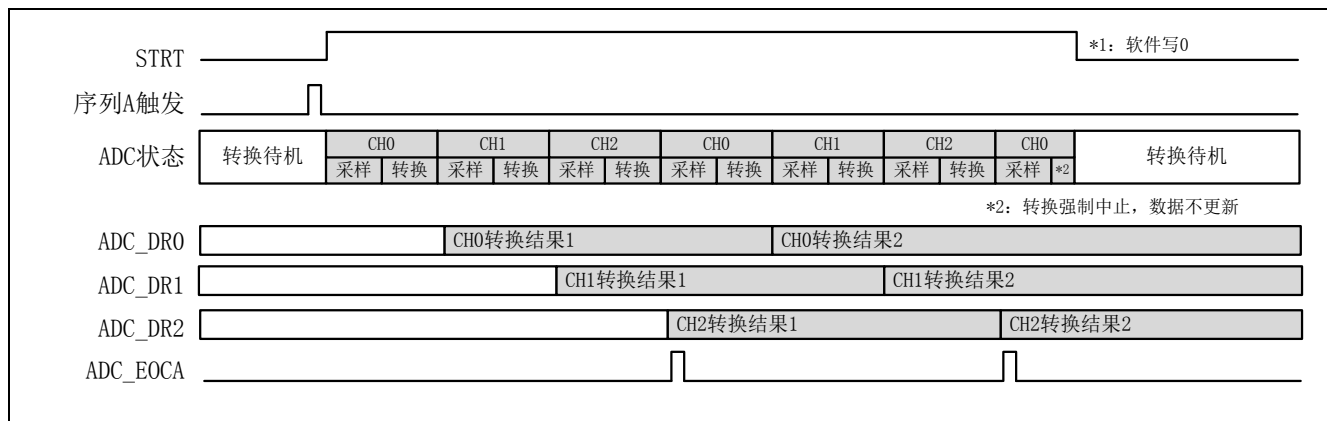 STRT *1: 软件写0
序列A触发
ADC状态 转换待机 CH0 CH1 CH2 CH0 CH1 CH2 CH0 转换待机
采样 转换 采样 转换 采样 转换 采样 转换 采样 转换 采样 转换 采样 *2
*2: 转换强制中止，数据不更新
ADC_DR0 CH0转换结果1 CH0转换结果2
ADC_DR1 CH1转换结果1 CH1转换结果2
ADC_DR2 CH2转换结果1 CH2转换结果2
ADC_EOCA